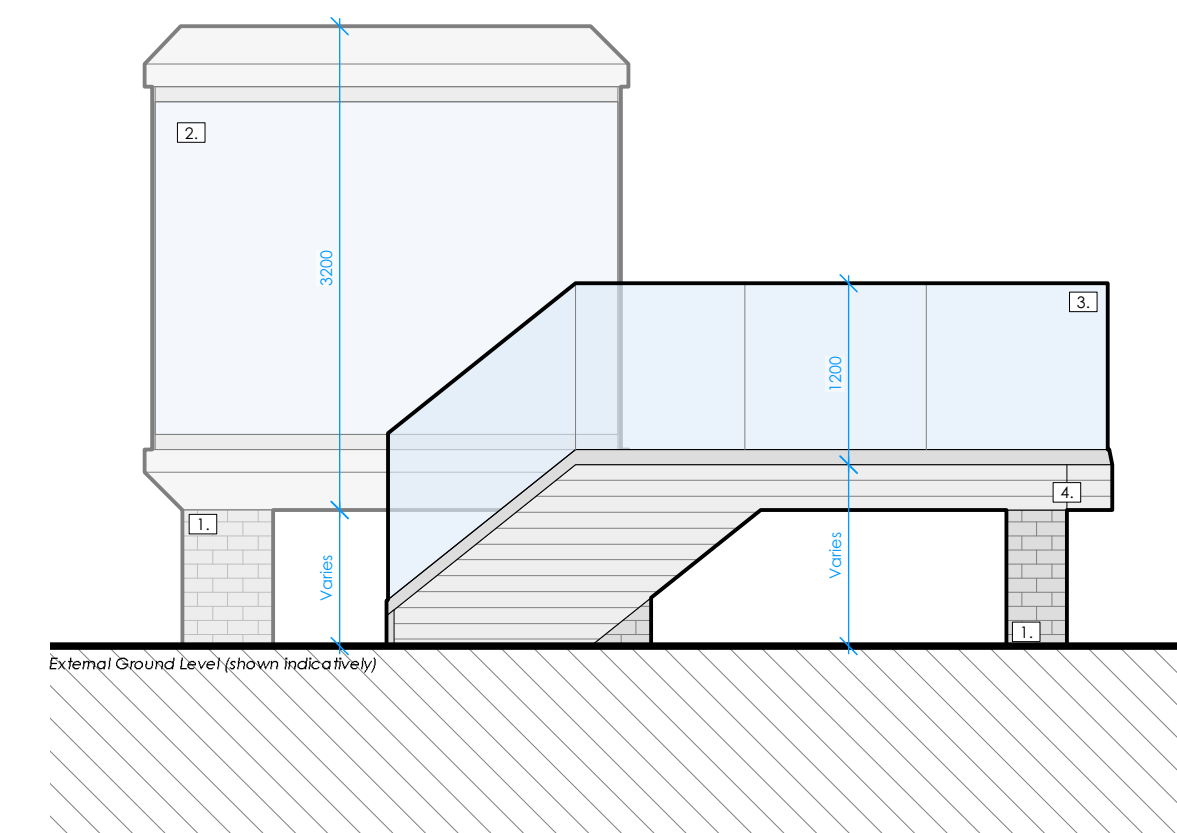 2.
3200
3.
1200
4.
1.
Varies
Varies
1.
External Ground Level (shown indicatively)